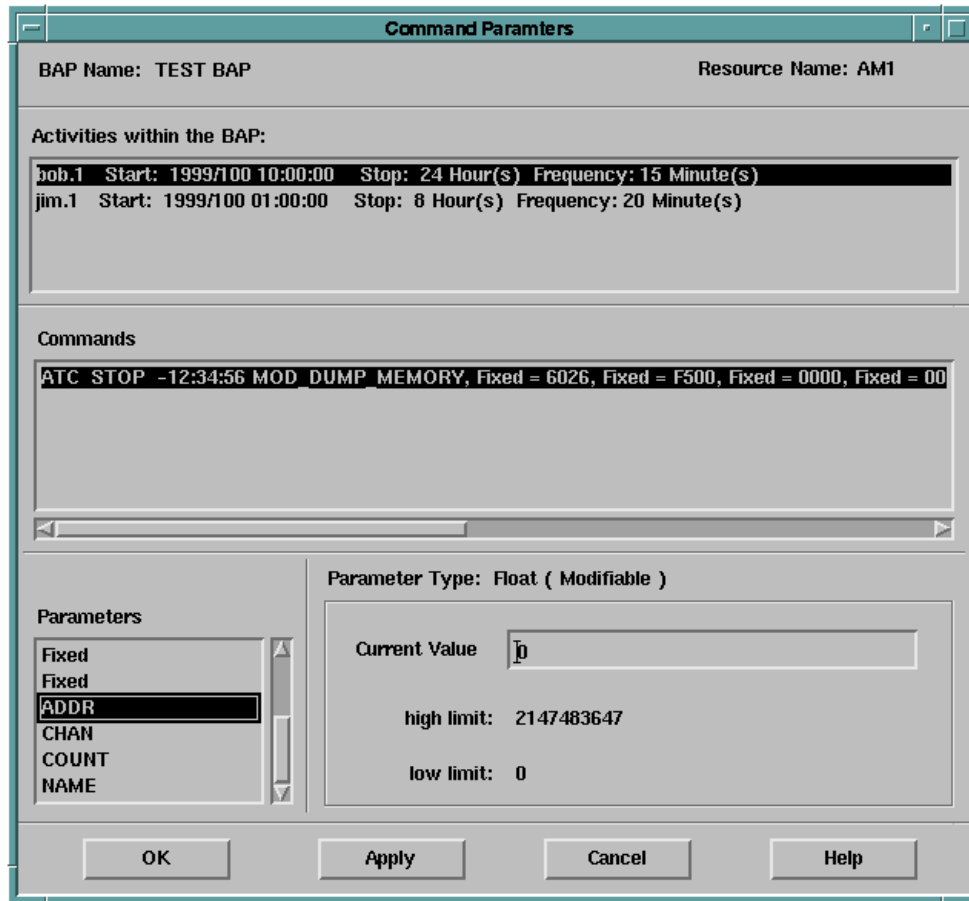 Command Paramters
BAP Name: TEST BAP Resource Name: AM1
Activities within the BAP:
bob.1 Start: 1999/100 10:00:00 Stop: 24 Hour(s) Frequency: 15 Minute(s)
jim.1 Start: 1999/100 01:00:00 Stop: 8 Hour(s) Frequency: 20 Minute(s)
Commands
ATC STOP -12:34:56 MOD_DUMP_MEMORY, Fixed = 6026, Fixed = F500, Fixed = 0000, Fixed = 00
Parameter Type: Float ( Modifiable )
Parameters
Fixed
Fixed
ADDR
CHAN
COUNT
NAME
Current Value 0
high limit: 2147483647
low limit: 0
OK Apply Cancel Help